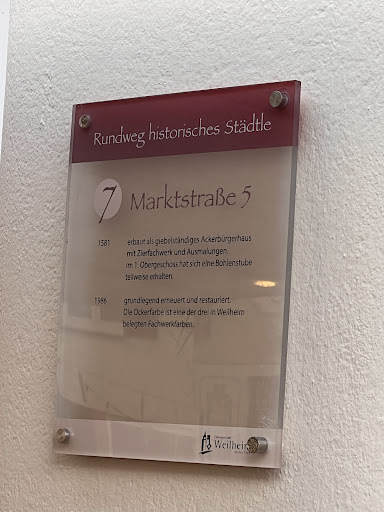 Rundweg historisches Städtle
7 Marktstraße 5
1581 erbaut als giebelständiges Ackerbürgerhaus
mit Zierfachwerk und Ausmalungen.
im 1. Obergeschoss hat sich eine Bohlenstube
teilweise erhalten.
1986 grundlegend erneuert und restauriert.
Die Ockerfarbe ist eine der drei in Weilheim
belegten Fachwerkfarben.
Weilheim